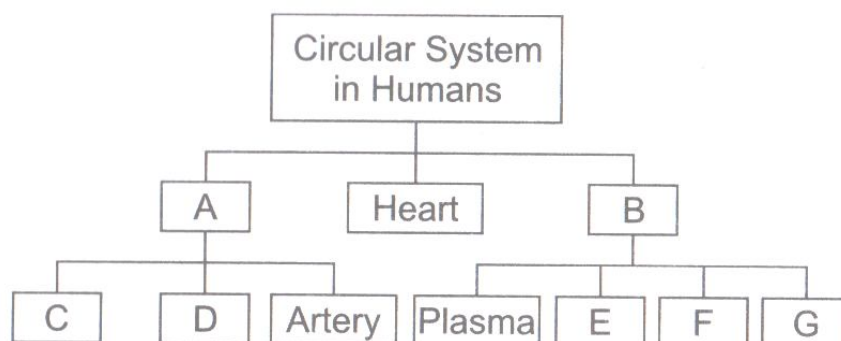 Circular System
in Humans
A
Heart
B
C
D
Artery
Plasma
E
F
G